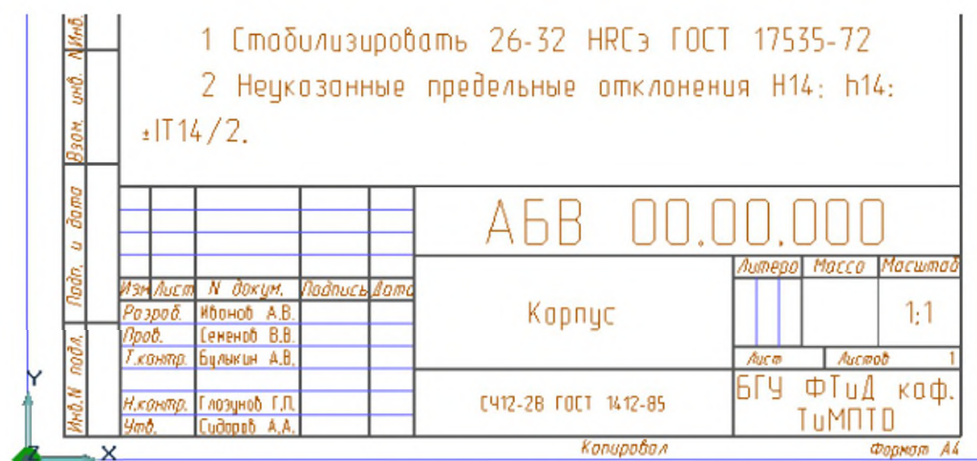 1 Стабилизировать 26-32 HRCэ ГОСТ 17535-72
2 Неуказанные предельные отклонения H14; h14;
±IT14/2.
АБВ 00.00.000
Изм Лист N докум. Подпись Дата
Разраб. Иванов А.В.
Пров. Семенов В.В.
Т.контр. Булыкин А.В.
Н.контр. Глазунов Г.П.
Утв. Сидоров А.А.
Корпус
СЧ12-28 ГОСТ 1412-85
Литера Масса Масштаб
1:1
Лист Листов 1
БГУ ФТиД каф.
ТиМПТО
Копировал Формат А4
Взам. инв. N Инв.
Подп. и дата
Инв.N подл.
Y
Z X